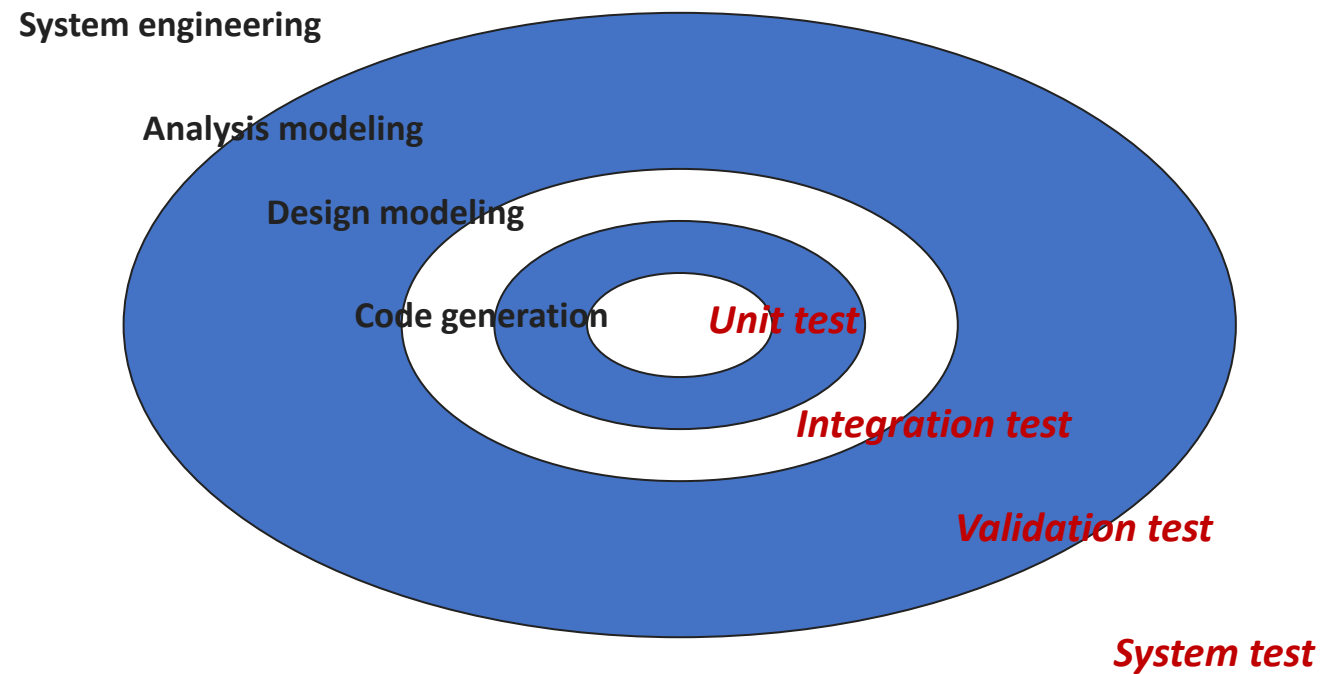 System engineering
Analysis modeling
Design modeling
Code generation
Unit test
Integration test
Validation test
System test